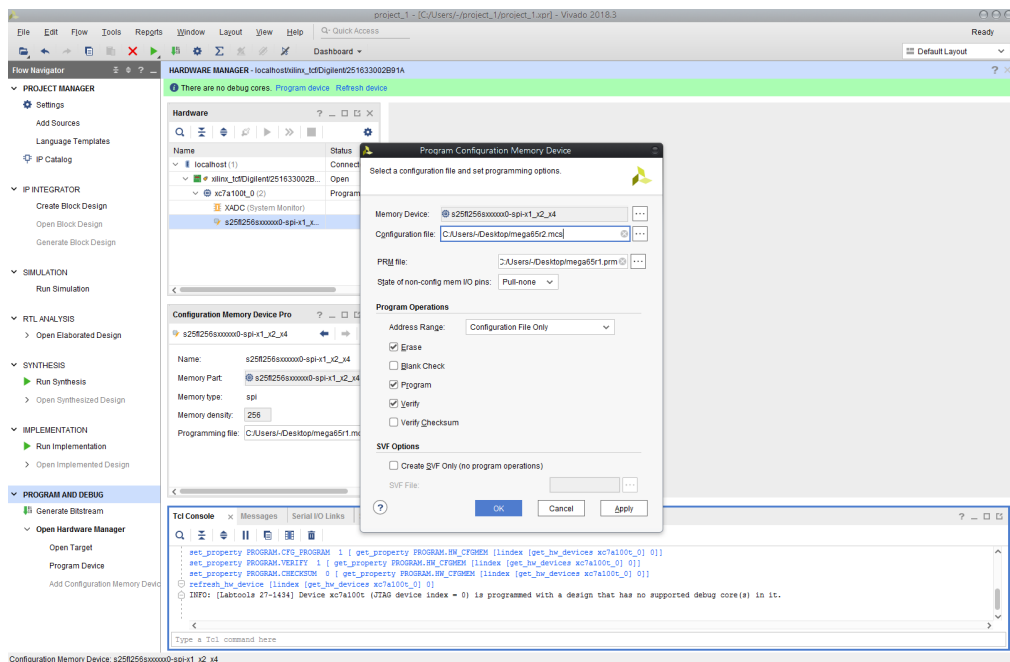 project_1 - [C:/Users/-/project_1/project_1.xpr] - Vivado 2018.3
File Edit Flow Tools Reports Window Layout View Help Q- Quick Access Ready
Dashboard Default Layout
Flow Navigator
HARDWARE MANAGER - localhost/xilinx_tcf/Digilent/251633002B91A
There are no debug cores. Program device Refresh device
PROJECT MANAGER
Settings
Add Sources
Language Templates
IP Catalog
IP INTEGRATOR
Create Block Design
Open Block Design
Generate Block Design
SIMULATION
Run Simulation
RTL ANALYSIS
Open Elaborated Design
SYNTHESIS
Run Synthesis
Open Synthesized Design
IMPLEMENTATION
Run Implementation
Open Implemented Design
PROGRAM AND DEBUG
Generate Bitstream
Open Hardware Manager
Open Target
Program Device
Add Configuration Memory Devic
Hardware
Name Status
localhost (1) Connect
xilinx_tcf/Digilent/251633002B... Open
xc7a100t_0 (2) Program
XADC (System Monitor)
s25fl256sxxxxxx0-spi-x1_x...
Configuration Memory Device Pro
s25fl256sxxxxxx0-spi-x1_x2_x4
Name: s25fl256sxxxxxx0-spi-x1_x2_x4
Memory Part: s25fl256sxxxxxx0-spi-x1_x2_x4
Memory type: spi
Memory density: 256
Programming file: C:/Users/-/Desktop/mega65r1.mc
Program Configuration Memory Device
Select a configuration file and set programming options.
Memory Device: s25fl256sxxxxxx0-spi-x1_x2_x4 ...
Configuration file: C:/Users/-/Desktop/mega65r2.mcs ...
PRM file: C:/Users/-/Desktop/mega65r1.prm ...
State of non-config mem I/O pins: Pull-none
Program Operations
Address Range: Configuration File Only
Erase
Blank Check
Program
Verify
Verify Checksum
SVF Options
Create SVF Only (no program operations)
SVF File: ...
? OK Cancel Apply
Tcl Console × Messages Serial I/O Links
set_property PROGRAM.CFG_PROGRAM 1 [ get_property PROGRAM.HW_CFGMEM [lindex [get_hw_devices xc7a100t_0] 0]]
set_property PROGRAM.VERIFY 1 [ get_property PROGRAM.HW_CFGMEM [lindex [get_hw_devices xc7a100t_0] 0]]
set_property PROGRAM.CHECKSUM 0 [ get_property PROGRAM.HW_CFGMEM [lindex [get_hw_devices xc7a100t_0] 0]]
refresh_hw_device [lindex [get_hw_devices xc7a100t_0] 0]
INFO: [Labtools 27-1434] Device xc7a100t (JTAG device index = 0) is programmed with a design that has no supported debug core(s) in it.
Type a Tcl command here
Configuration Memory Device: s25fl256sxxxxxx0-spi-x1_x2_x4